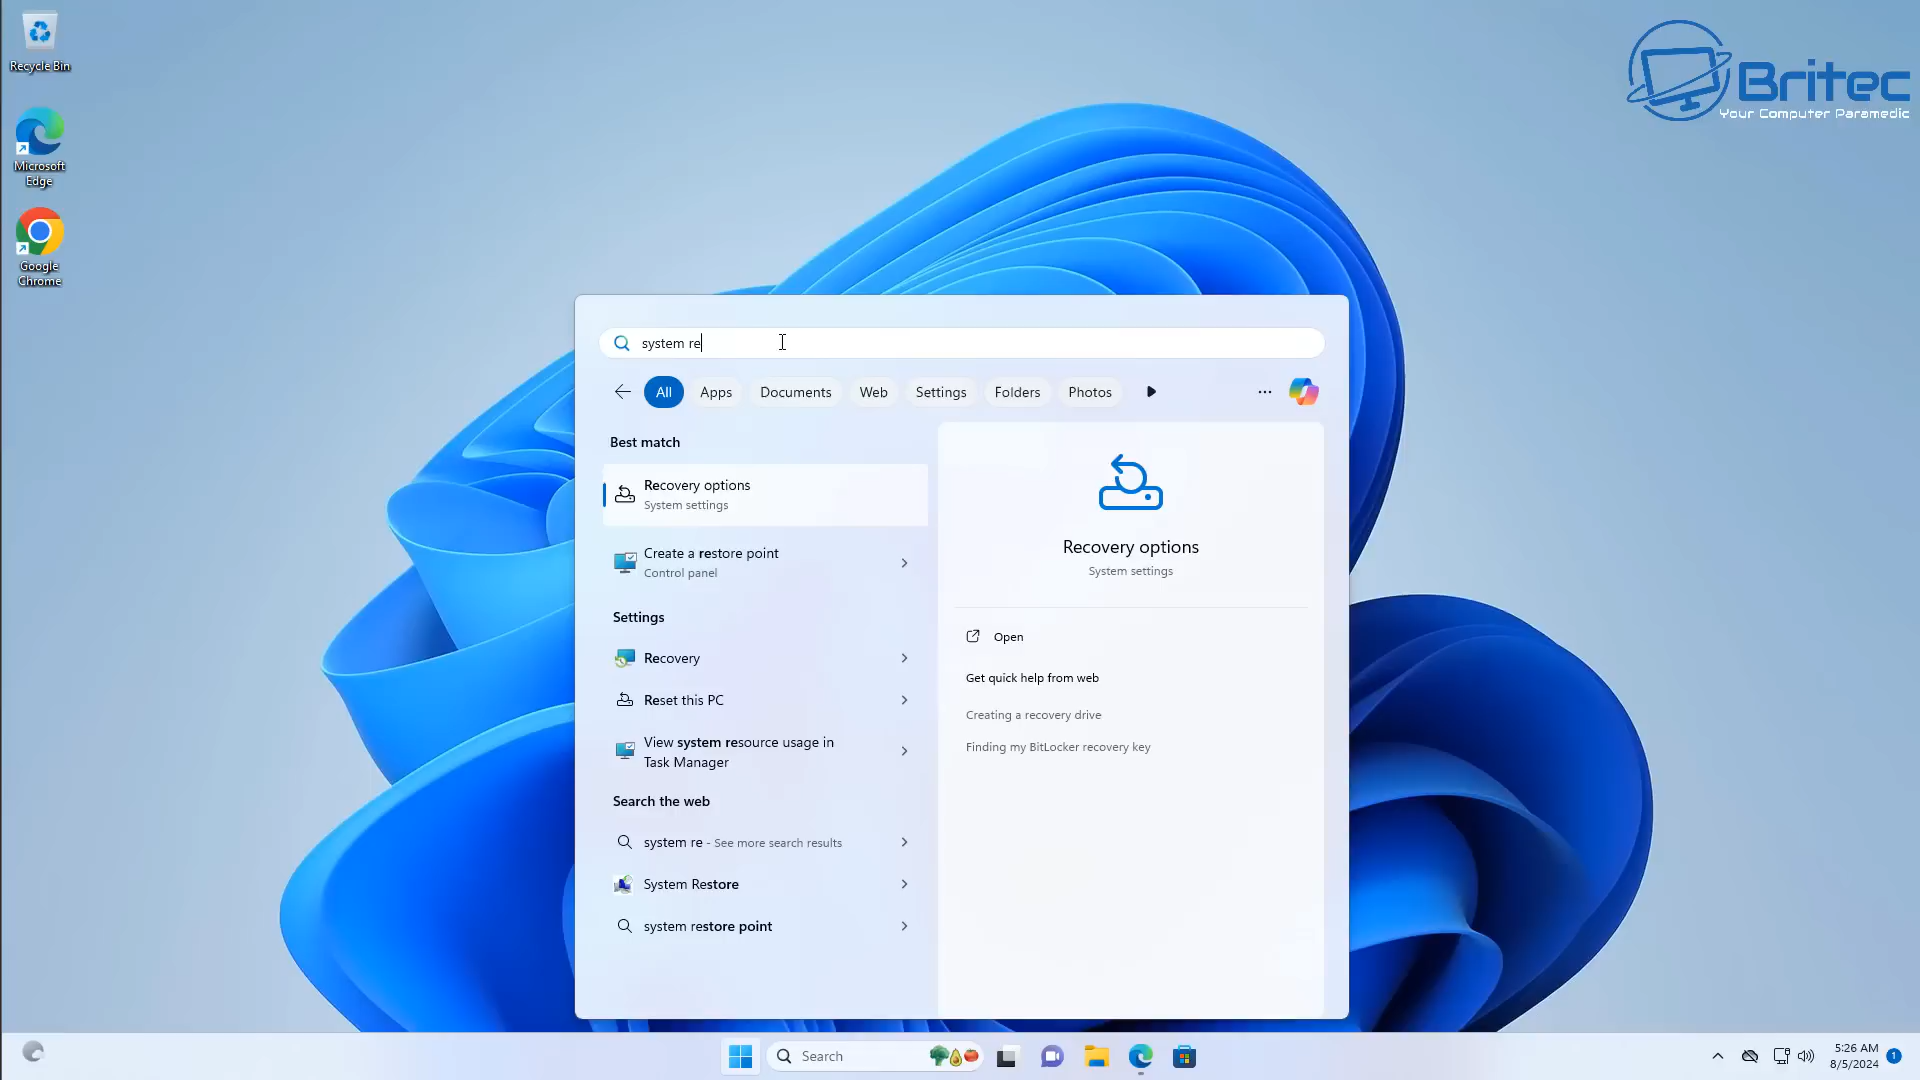 Recycle Bin
Microsoft
Edge
Google
Chrome
Britec
Your Computer Paramedic
system re
All
Apps
Documents
Web
Settings
Folders
Photos
Best match
Recovery options
System settings
Create a restore point
Control panel
Settings
Recovery
Reset this PC
View system resource usage in
Task Manager
Search the web
system re - See more search results
System Restore
system restore point
Recovery options
System settings
Open
Get quick help from web
Creating a recovery drive
Finding my BitLocker recovery key
Search
5:26 AM
8/5/2024
1